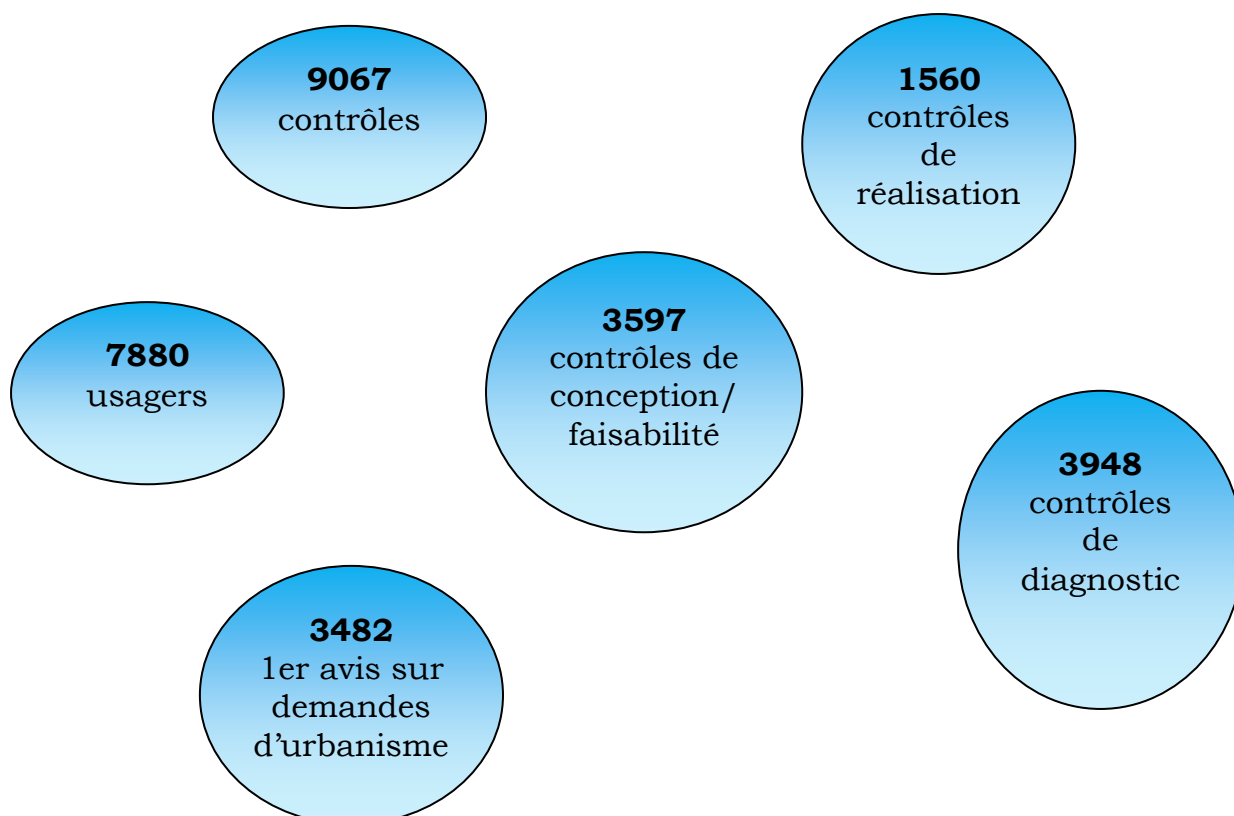 9067
contrôles
1560
contrôles
de
réalisation
7880
usagers
3597
contrôles de
conception/
faisabilité
3948
contrôles
de
diagnostic
3482
1er avis sur
demandes
d’urbanisme